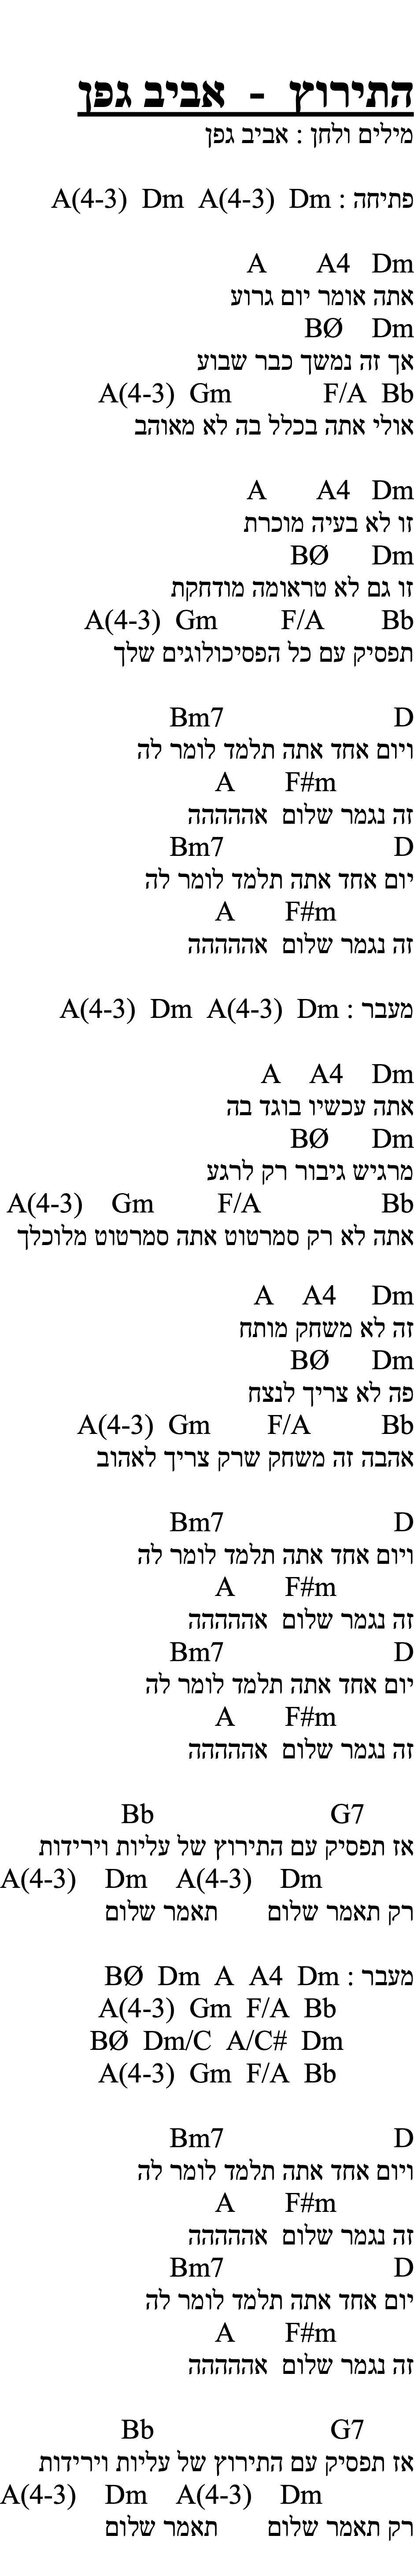 התירוץ - אביב גפן
מילים ולחן : אביב גפן
פתיחה : A(4-3) Dm A(4-3) Dm
A A4 Dm
אתה אומר יום גרוע
BØ Dm
אך זה נמשך כבר שבוע
A(4-3) Gm F/A Bb
אולי אתה בכלל בה לא מאוהב
A A4 Dm
זו לא בעיה מוכרת
BØ Dm
זו גם לא טראומה מודחקת
A(4-3) Gm F/A Bb
תפסיק עם כל הפסיכולוגים שלך
Bm7 D
ויום אחד אתה תלמד לומר לה
A F#m
זה נגמר שלום אההההה
Bm7 D
יום אחד אתה תלמד לומר לה
A F#m
זה נגמר שלום אההההה
מעבר : A(4-3) Dm A(4-3) Dm
A A4 Dm
אתה עכשיו בוגד בה
BØ Dm
מרגיש גיבור רק לרגע
A(4-3) Gm F/A Bb
אתה לא רק סמרטוט אתה סמרטוט מלוכלך
A A4 Dm
זה לא משחק מותח
BØ Dm
פה לא צריך לנצח
A(4-3) Gm F/A Bb
אהבה זה משחק שרק צריך לאהוב
Bm7 D
ויום אחד אתה תלמד לומר לה
A F#m
זה נגמר שלום אההההה
Bm7 D
יום אחד אתה תלמד לומר לה
A F#m
זה נגמר שלום אההההה
Bb G7
אז תפסיק עם התירוץ של עליות וירידות
A(4-3) Dm A(4-3) Dm
רק תאמר שלום תאמר שלום
מעבר : BØ Dm A A4 Dm
A(4-3) Gm F/A Bb
BØ Dm/C A/C# Dm
A(4-3) Gm F/A Bb
Bm7 D
ויום אחד אתה תלמד לומר לה
A F#m
זה נגמר שלום אההההה
Bm7 D
יום אחד אתה תלמד לומר לה
A F#m
זה נגמר שלום אההההה
Bb G7
אז תפסיק עם התירוץ של עליות וירידות
A(4-3) Dm A(4-3) Dm
רק תאמר שלום תאמר שלום